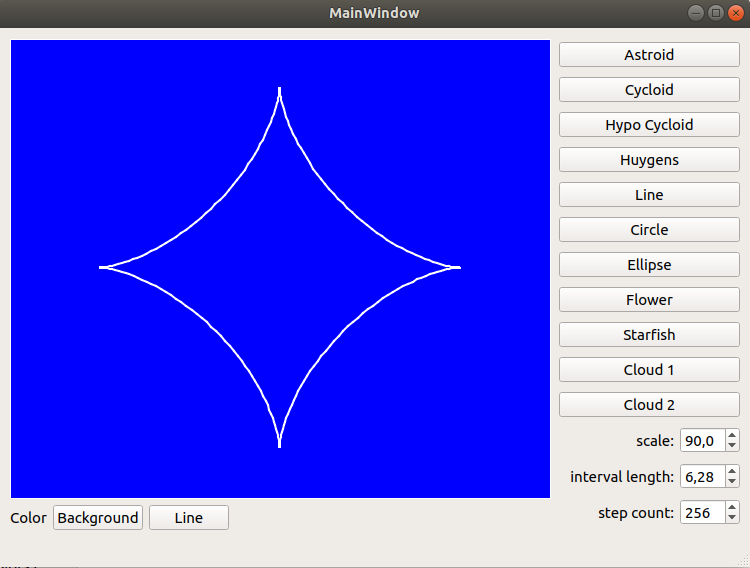 MainWindow
Astroid
Cycloid
Hypo Cycloid
Huygens
Line
Circle
Ellipse
Flower
Starfish
Cloud 1
Cloud 2
scale: 90,0
interval length: 6,28
step count: 256
Color Background Line